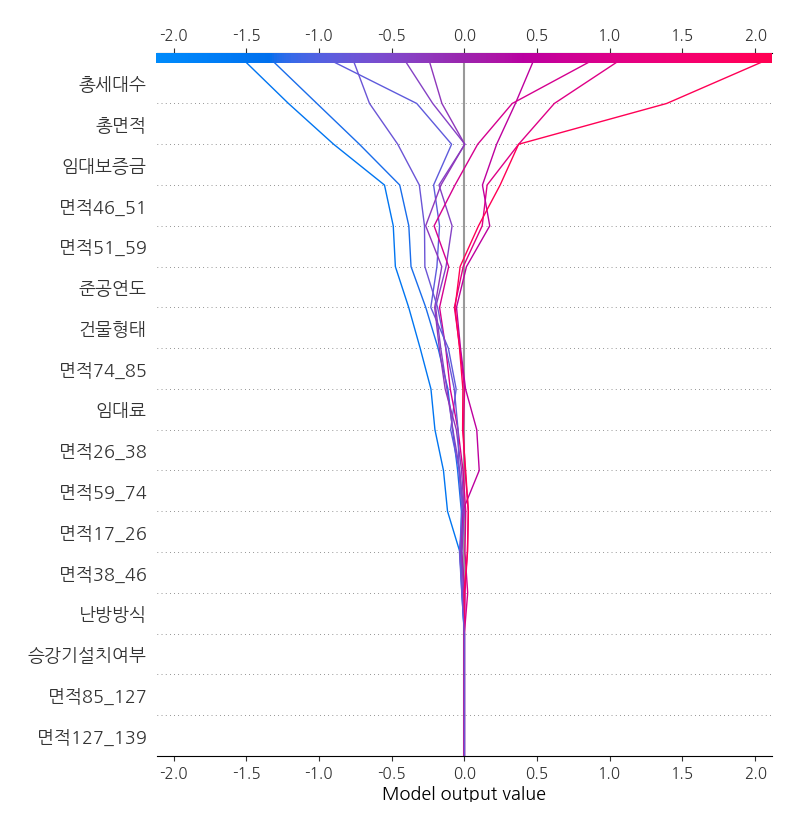 -2.0 -1.5 -1.0 -0.5 0.0 0.5 1.0 1.5 2.0
총세대수
총면적
임대보증금
면적46_51
면적51_59
준공연도
건물형태
면적74_85
임대료
면적26_38
면적59_74
면적17_26
면적38_46
난방방식
승강기설치여부
면적85_127
면적127_139
-2.0 -1.5 -1.0 -0.5 0.0 0.5 1.0 1.5 2.0
Model output value